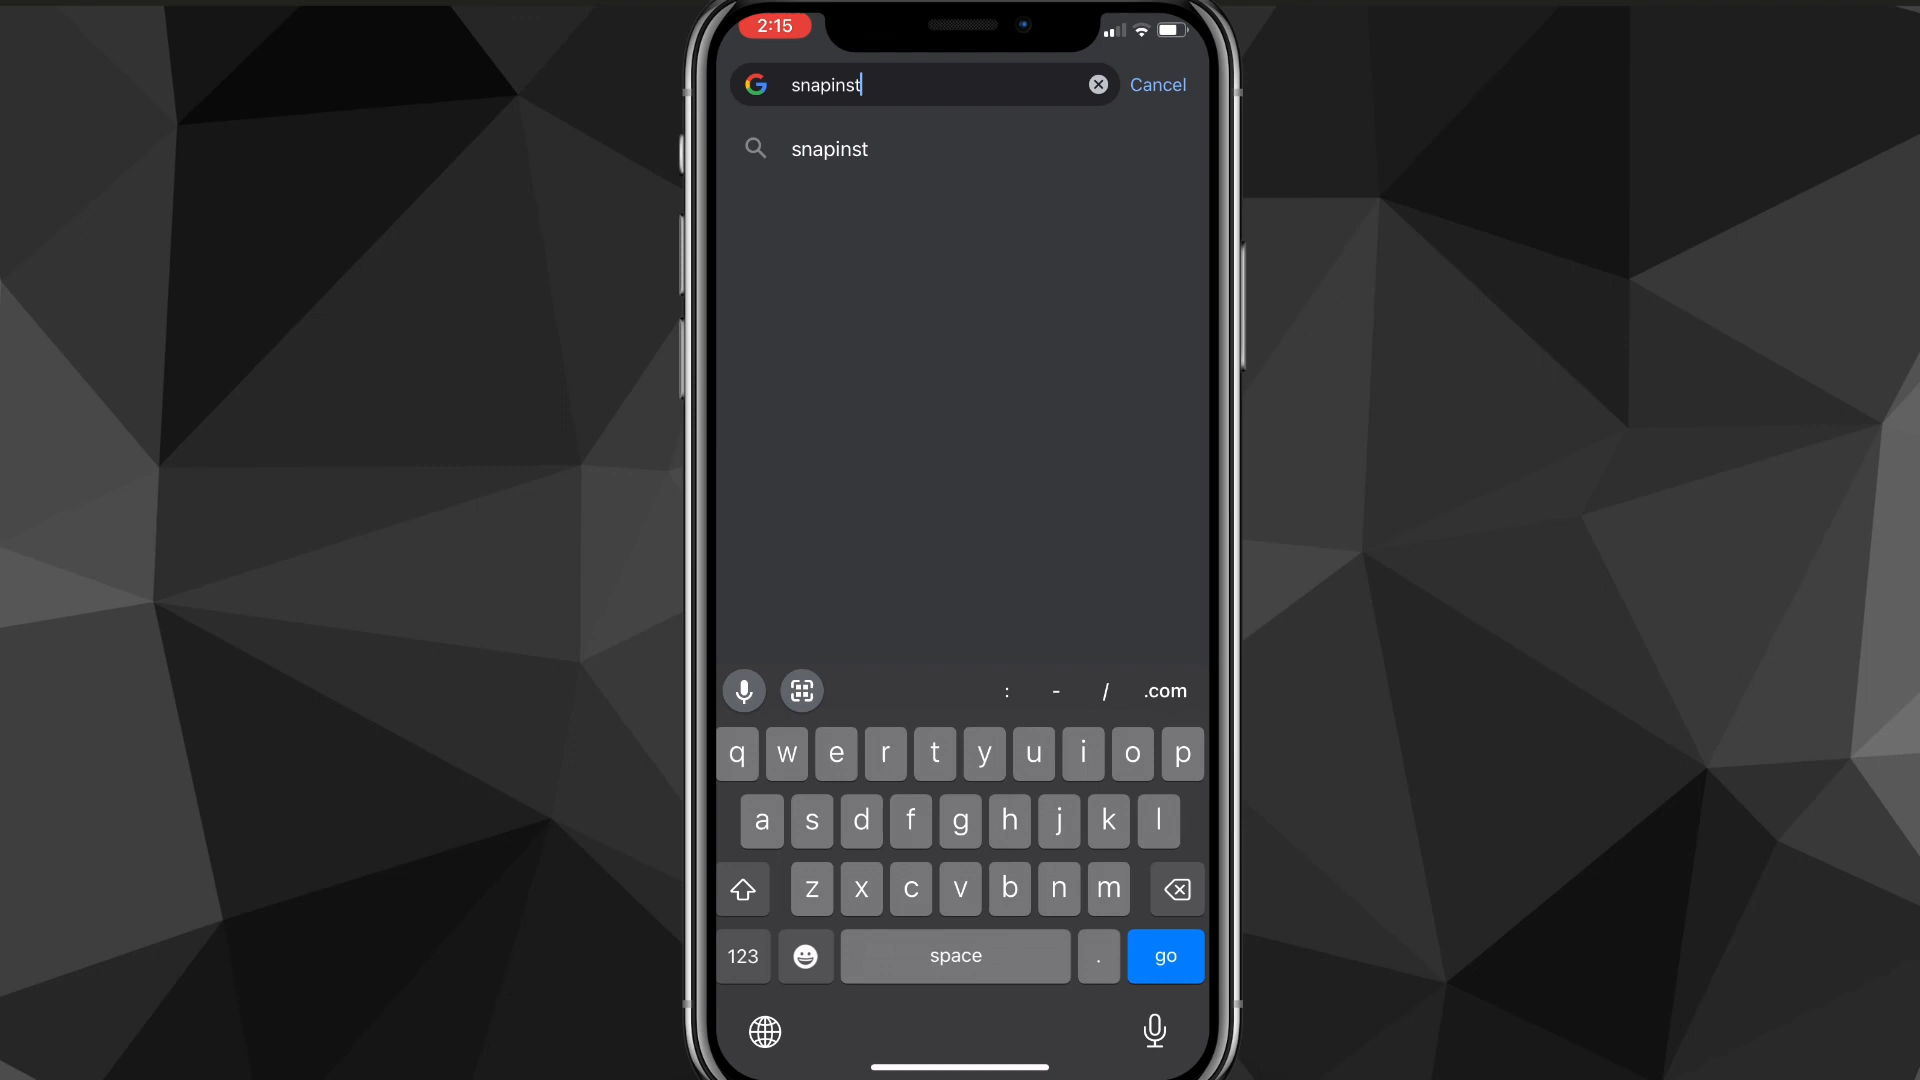 2:15
snapinst
Cancel
snapinst
: - / .com
q w e r t y u i o p
a s d f g h j k l
z x c v b n m
123 space . go